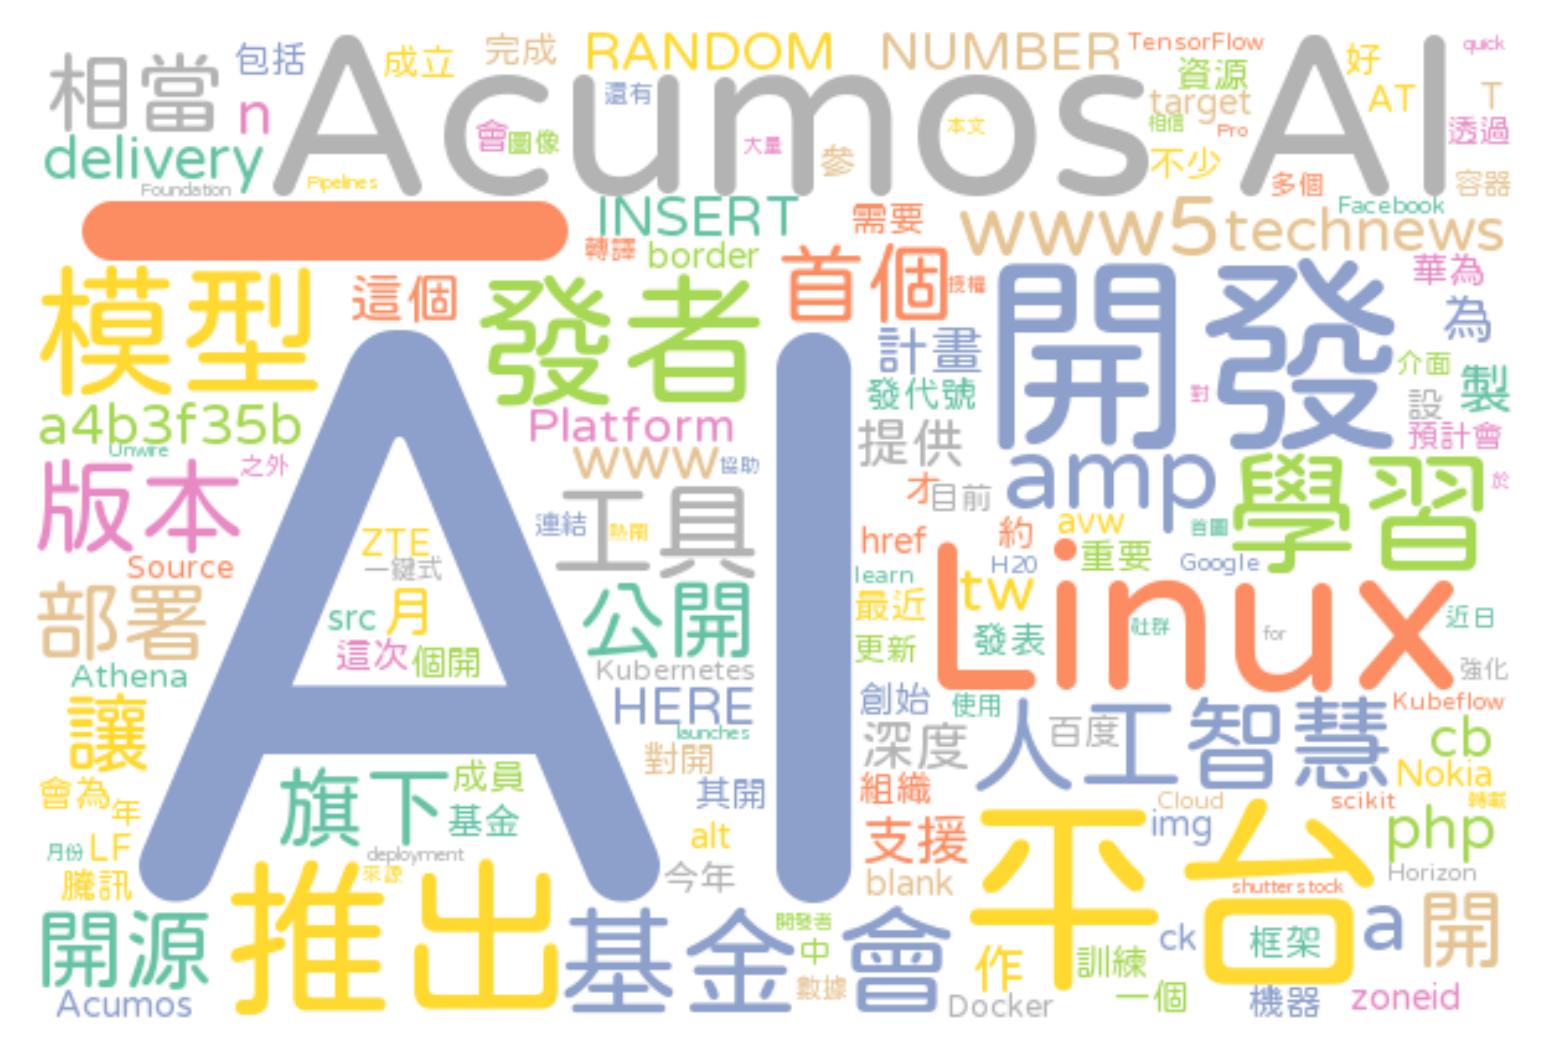 相當 包括 成立 完成 RANDOM NUMBER TensorFlow 好 quick
n Acumos AI 還有 資源 target AT T
delivery 會 圖像 大量 參 本文 相信 Pro 不少 透過
Foundation Pipelines 多個 容器
INSERT 需要 www5 technews Facebook
轉譯 border 首個 授權 華為
模型 這個 發者 開發 為
計畫 介面
發代號 對 設 製
a4b3f35b Platform 提供 預計會
Unwire 之外 www 協助 amp 學習 於
版本 工具 才 目前
ZTE 連結 熱鬧 href 約 avw 首圖
Source 一鍵式 H20 重要 Google
AI
部署 src 月 公開 learn tw Linux
最近 近日
這次 個開 更新 發表 社群 for
Athena Kubernetes 強化
讓 HERE 創始 使用 Kubeflow
launches 深度 人工智慧 百度 cb
對開 Nokia
會為 年 旗下 成員 其開 組織 Cloud scikit 轉載
基金 支援 平台 img php
月份 LF alt
deployment Horizon
騰訊 來源 今年 blank shutterstock
開源 推出 基金會 開發者 ck 框架 a 開
中 作 訓練
Acumos 數據 Docker 一個 機器 zoneid